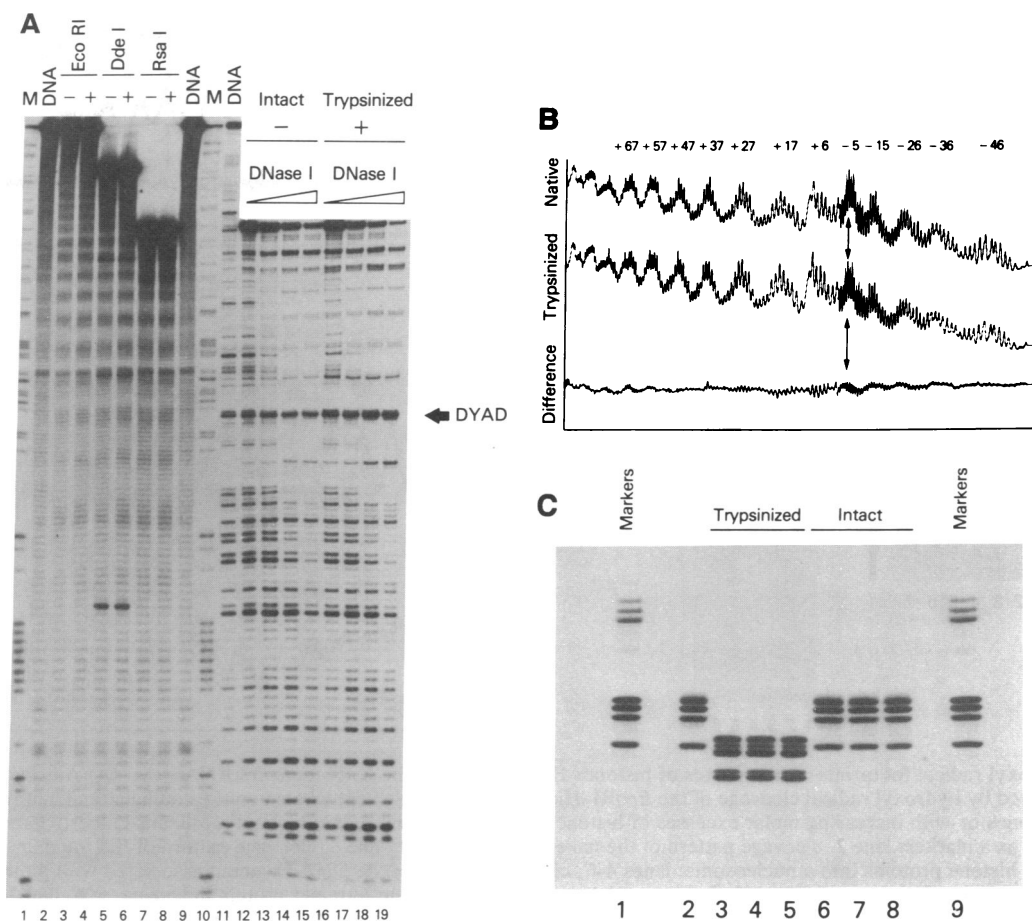 A
Eco RI
Dde I
Rsa I
M DNA - + - + - + DNA M DNA
Intact Trypsinized
- +
DNase I DNase I
DYAD
1 2 3 4 5 6 7 8 9 10 11 12 13 14 15 16 17 18 19
B
+ 67 + 57 + 47 + 37 + 27 + 17 + 6 - 5 - 15 - 26 - 36 - 46
Native
Trypsinized
Difference
C
Markers
Trypsinized Intact
Markers
1 2 3 4 5 6 7 8 9